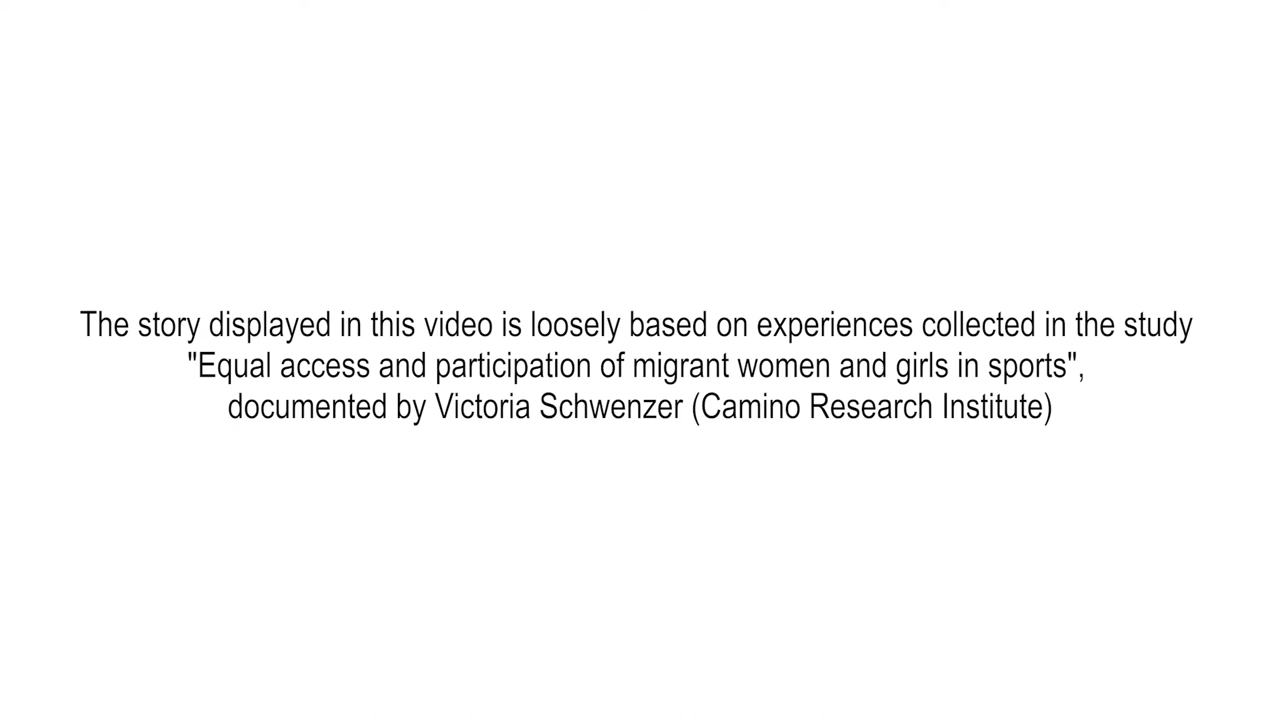 The story displayed in this video is loosely based on experiences collected in the study
"Equal access and participation of migrant women and girls in sports",
documented by Victoria Schwenzer (Camino Research Institute)